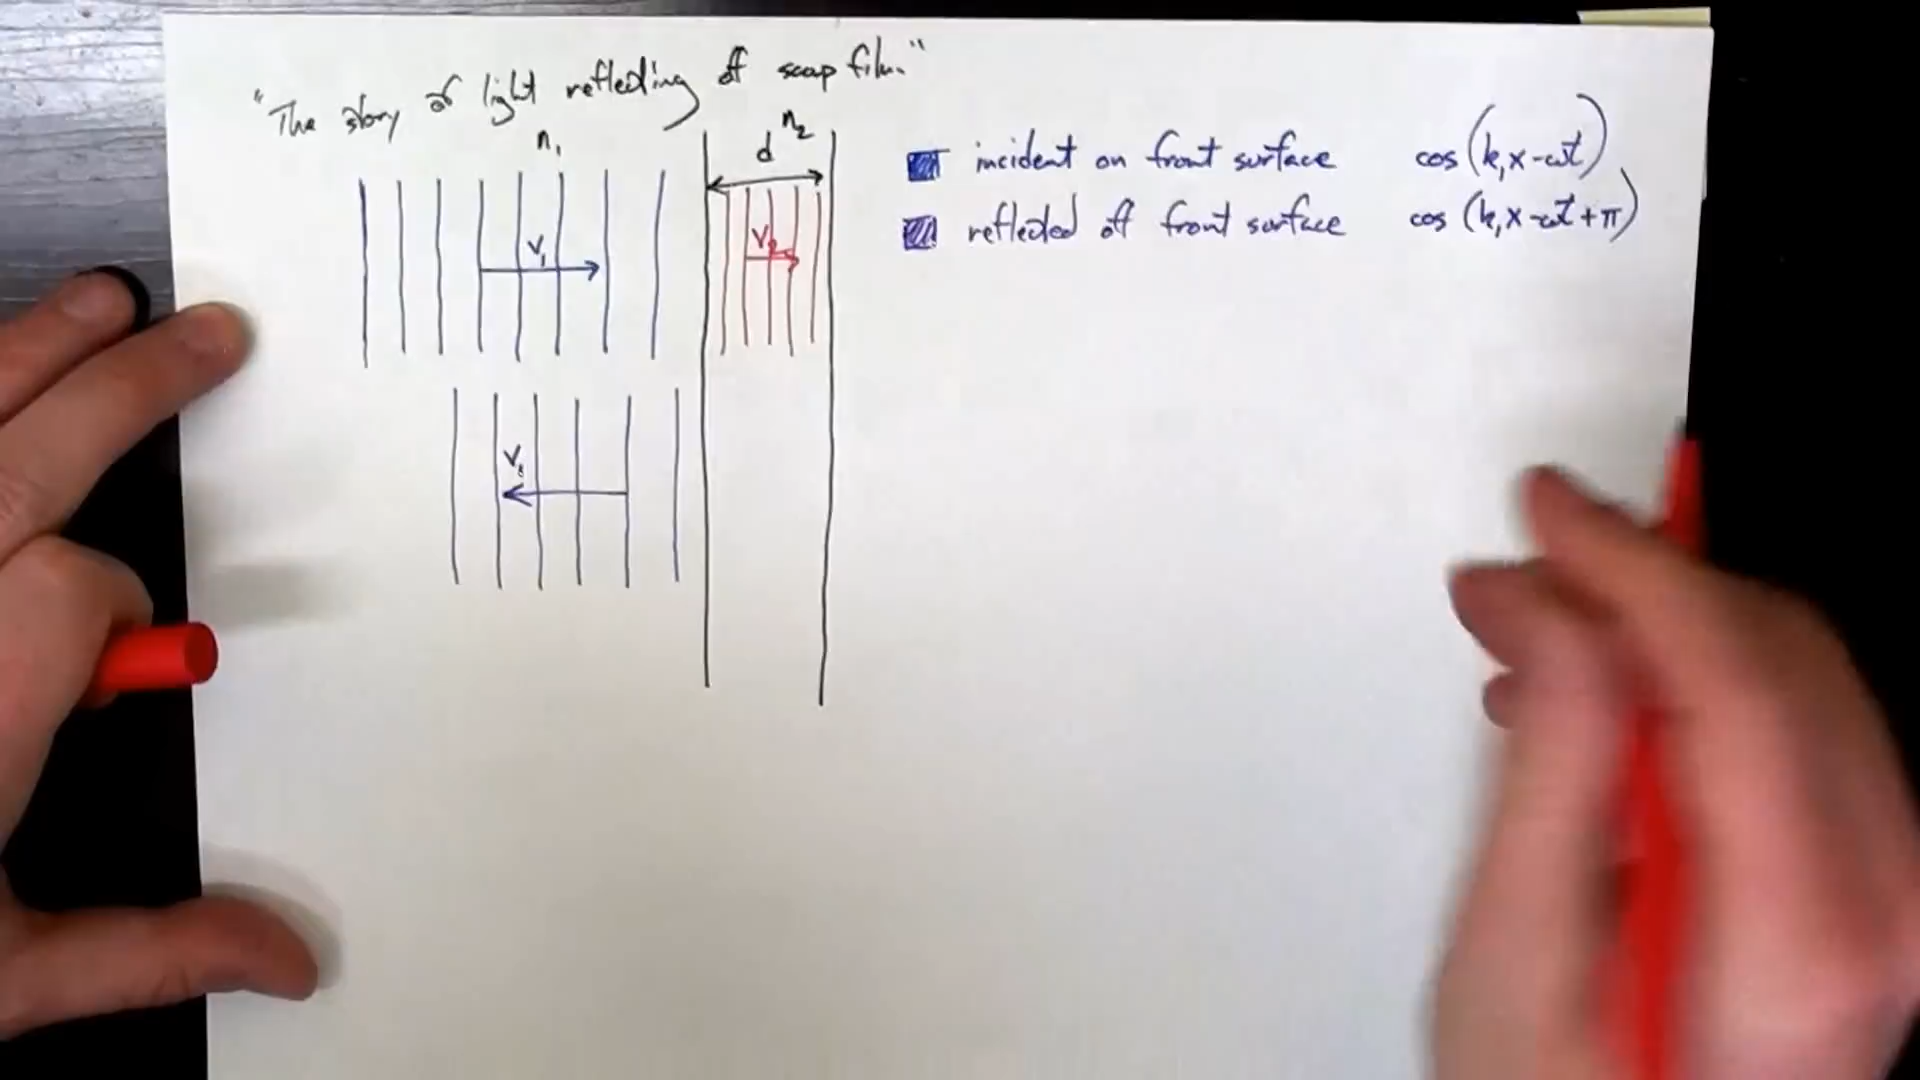 "The story of light reflecting off soap film."
n₁
d
n₂
v₁
v₂
v₁
incident on front surface cos(k₁x-ωt)
reflected off front surface cos(k₁x-ωt+π)